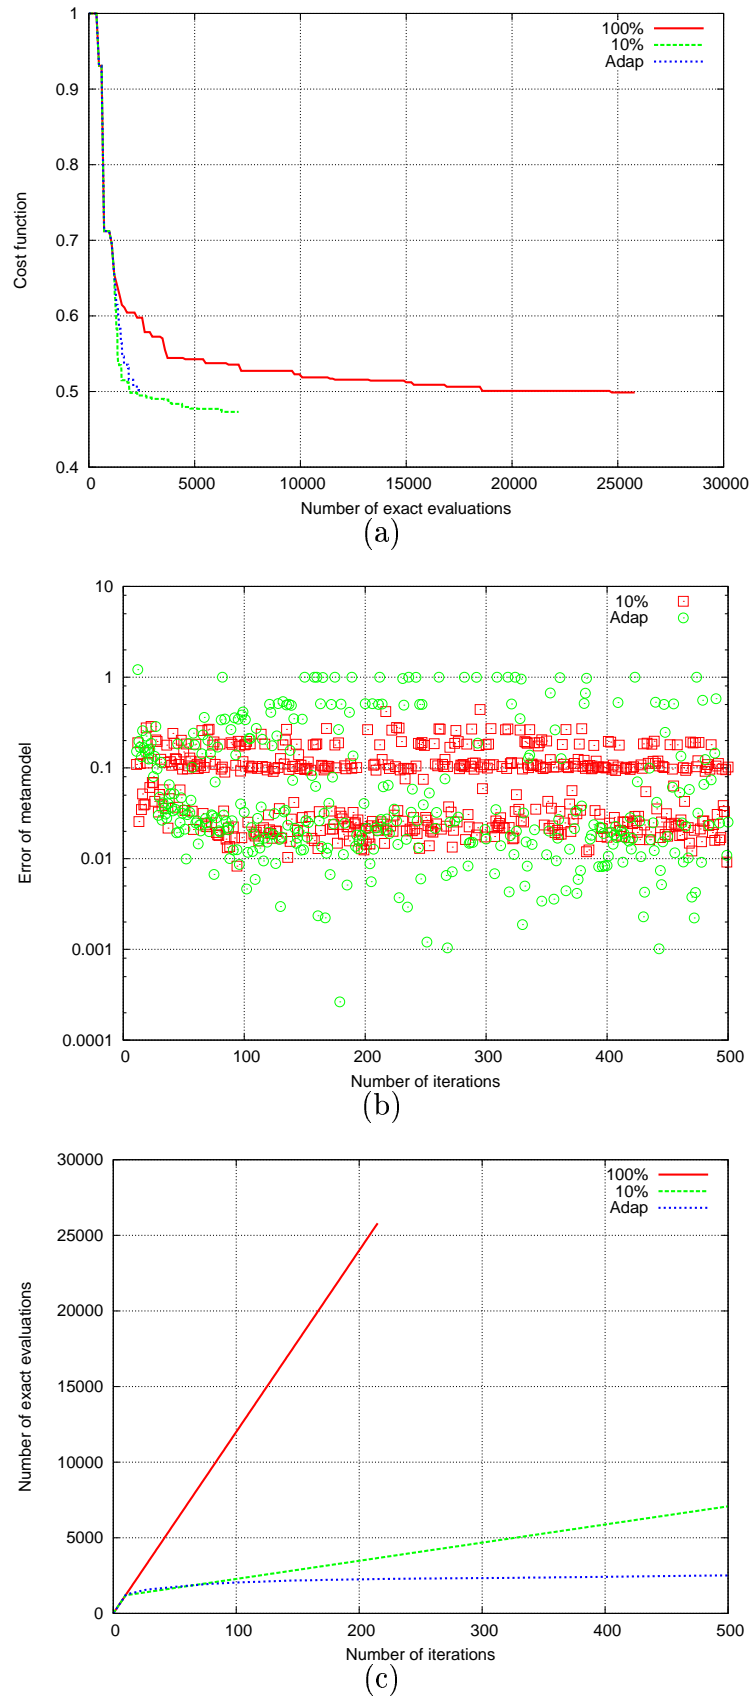 1
0.9
0.8
0.7
0.6
0.5
0.4
Cost function
100%
10%
Adap
0 5000 10000 15000 20000 25000 30000
Number of exact evaluations
(a)
10
1
0.1
0.01
0.001
0.0001
Error of metamodel
10%
Adap
0 100 200 300 400 500
Number of iterations
(b)
30000
25000
20000
15000
10000
5000
0
Number of exact evaluations
100%
10%
Adap
0 100 200 300 400 500
Number of iterations
(c)